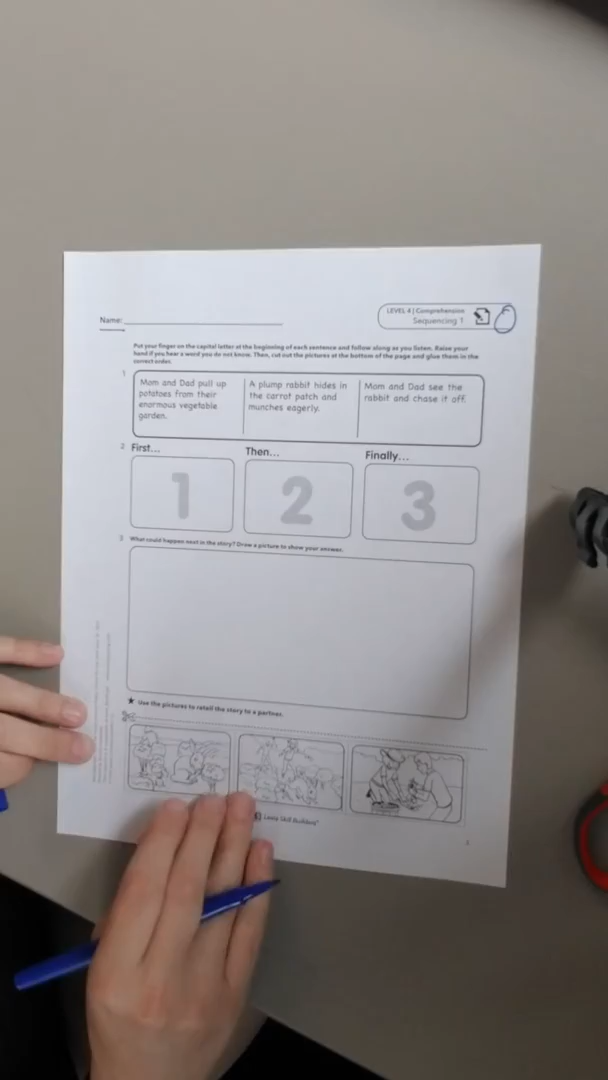 LEVEL 4 | Comprehension
Sequencing 1
Name:
Put your finger on the capital letter at the beginning of each sentence and follow along as you listen. Raise your
hand if you hear a word you do not know. Then, cut out the pictures at the bottom of the page and glue them in the
correct order.
1
Mom and Dad pull up
potatoes from their
enormous vegetable
garden.
A plump rabbit hides in
the carrot patch and
munches eagerly.
Mom and Dad see the
rabbit and chase it off.
2 First...
Then...
Finally...
1
2
3
3 What could happen next in the story? Draw a picture to show your answer.
★ Use the pictures to retell the story to a partner.
Skill Builders